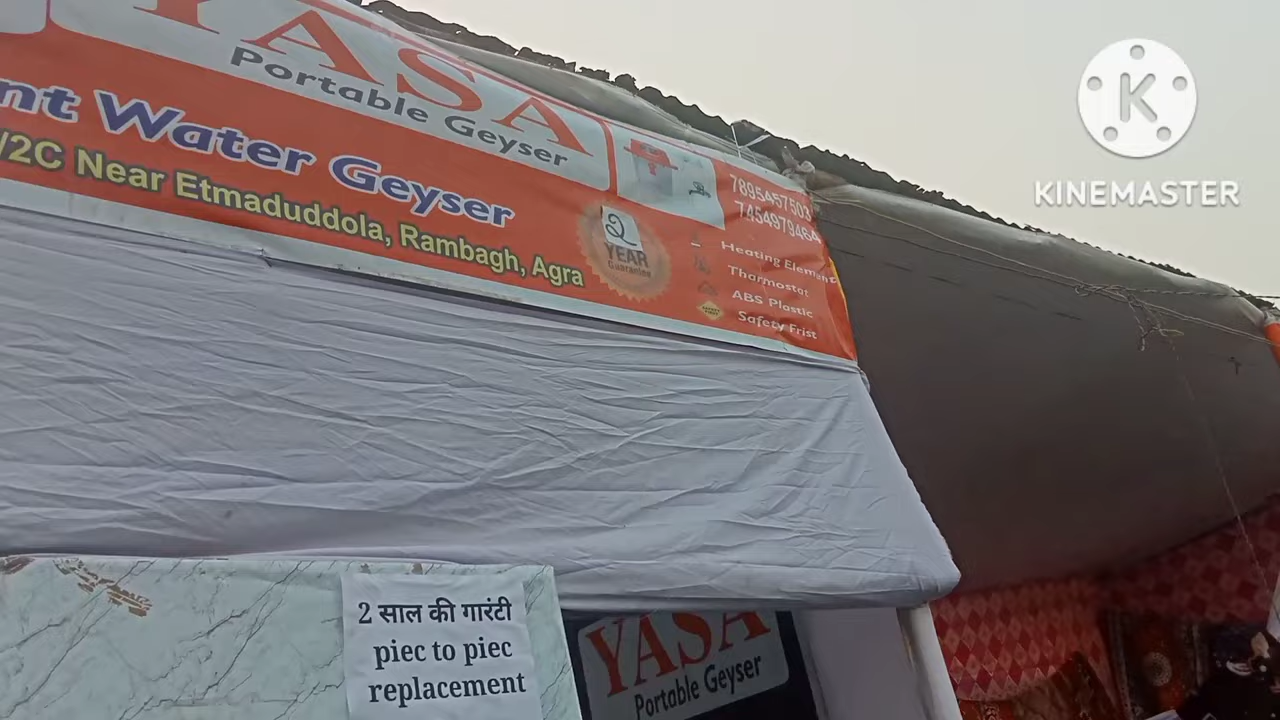 YASA
Portable Geyser
nt Water Geyser
/2C Near Etmaduddola, Rambagh, Agra
2
YEAR
Guarantee
7895457503
7454979464
Heating Element
Tharmostat
ABS Plastic
Safety Frist
K
KINEMASTER
2 साल की गारंटी
piec to piec
replacement
YASA
Portable Geyser